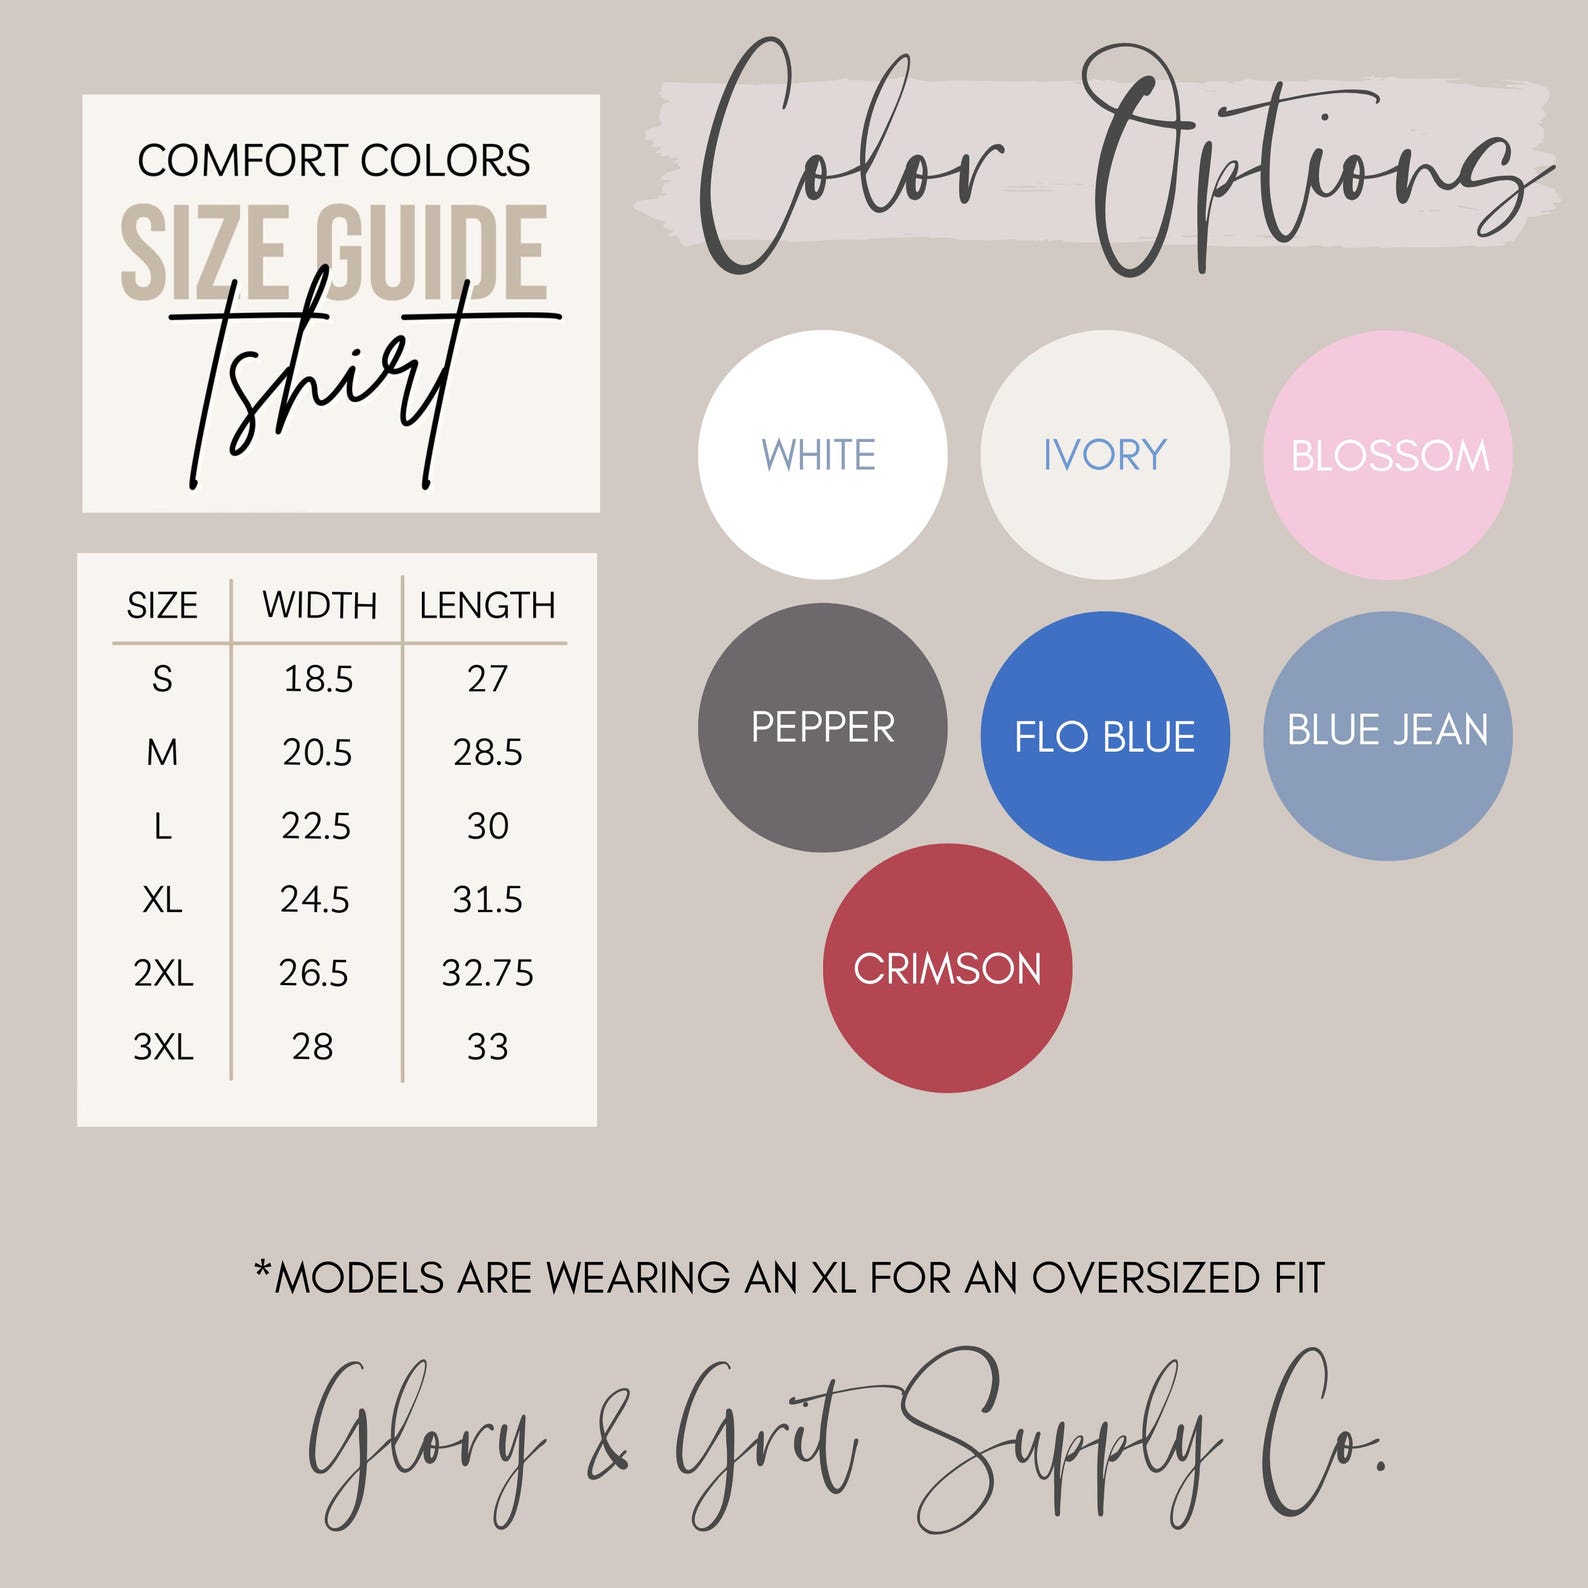 COMFORT COLORS
SIZE GUIDE
tshirt
SIZE WIDTH LENGTH
S 18.5 27
M 20.5 28.5
L 22.5 30
XL 24.5 31.5
2XL 26.5 32.75
3XL 28 33
Color Options
WHITE IVORY BLOSSOM
PEPPER FLO BLUE BLUE JEAN
CRIMSON
*MODELS ARE WEARING AN XL FOR AN OVERSIZED FIT
Glory & Grit Supply Co.